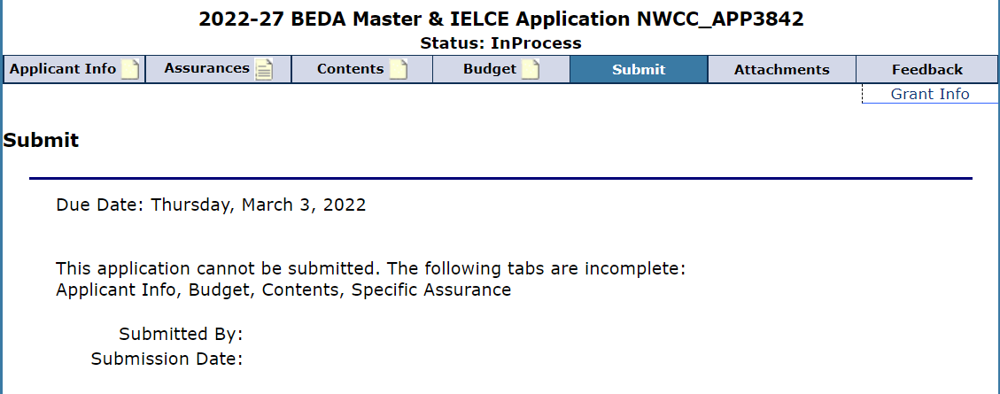 2022-27 BEDA Master & IELCE Application NWCC_APP3842
Status: InProcess
Applicant Info Assurances Contents Budget Submit Attachments Feedback
Grant Info
Submit
Due Date: Thursday, March 3, 2022
This application cannot be submitted. The following tabs are incomplete:
Applicant Info, Budget, Contents, Specific Assurance
Submitted By:
Submission Date: